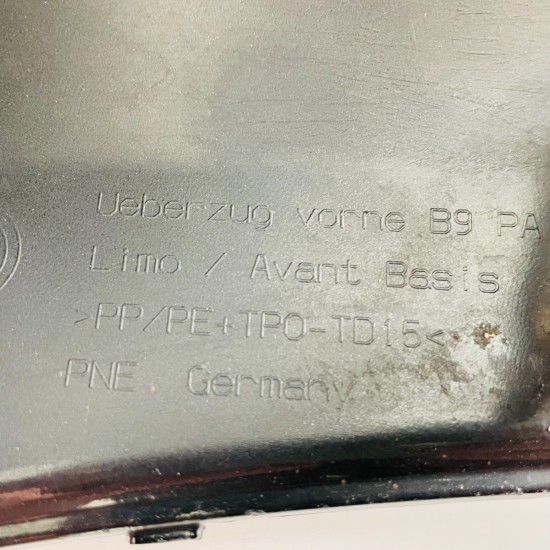 Ueberzug vorne B9 PA
Limo / Avant Basis
>PP/PE+TPO-TD15<
PNE Germany